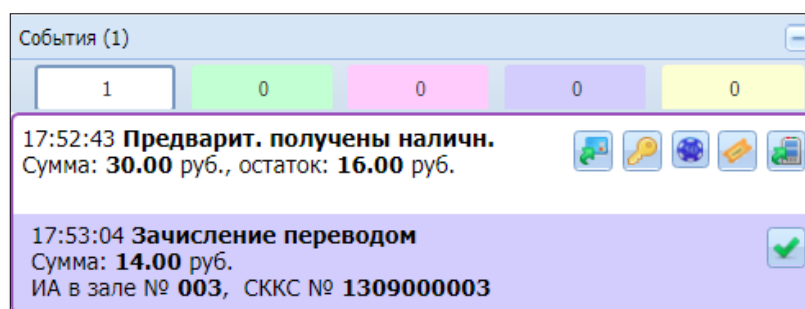 События (1)
1 0 0 0 0
17:52:43 Предварит. получены наличн.
Сумма: 30.00 руб., остаток: 16.00 руб.
17:53:04 Зачисление переводом
Сумма: 14.00 руб.
ИА в зале № 003, СККС № 1309000003